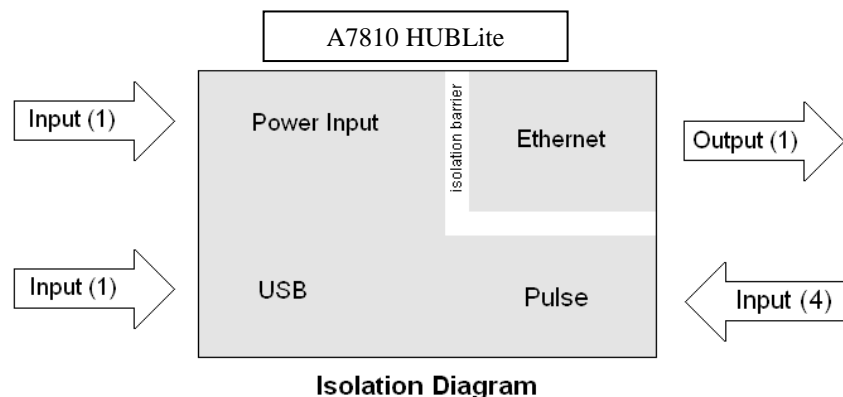 A7810 HUBLite
Input (1)
Power Input
isolation barrier
Ethernet
Output (1)
Input (1)
USB
Pulse
Input (4)
Isolation Diagram